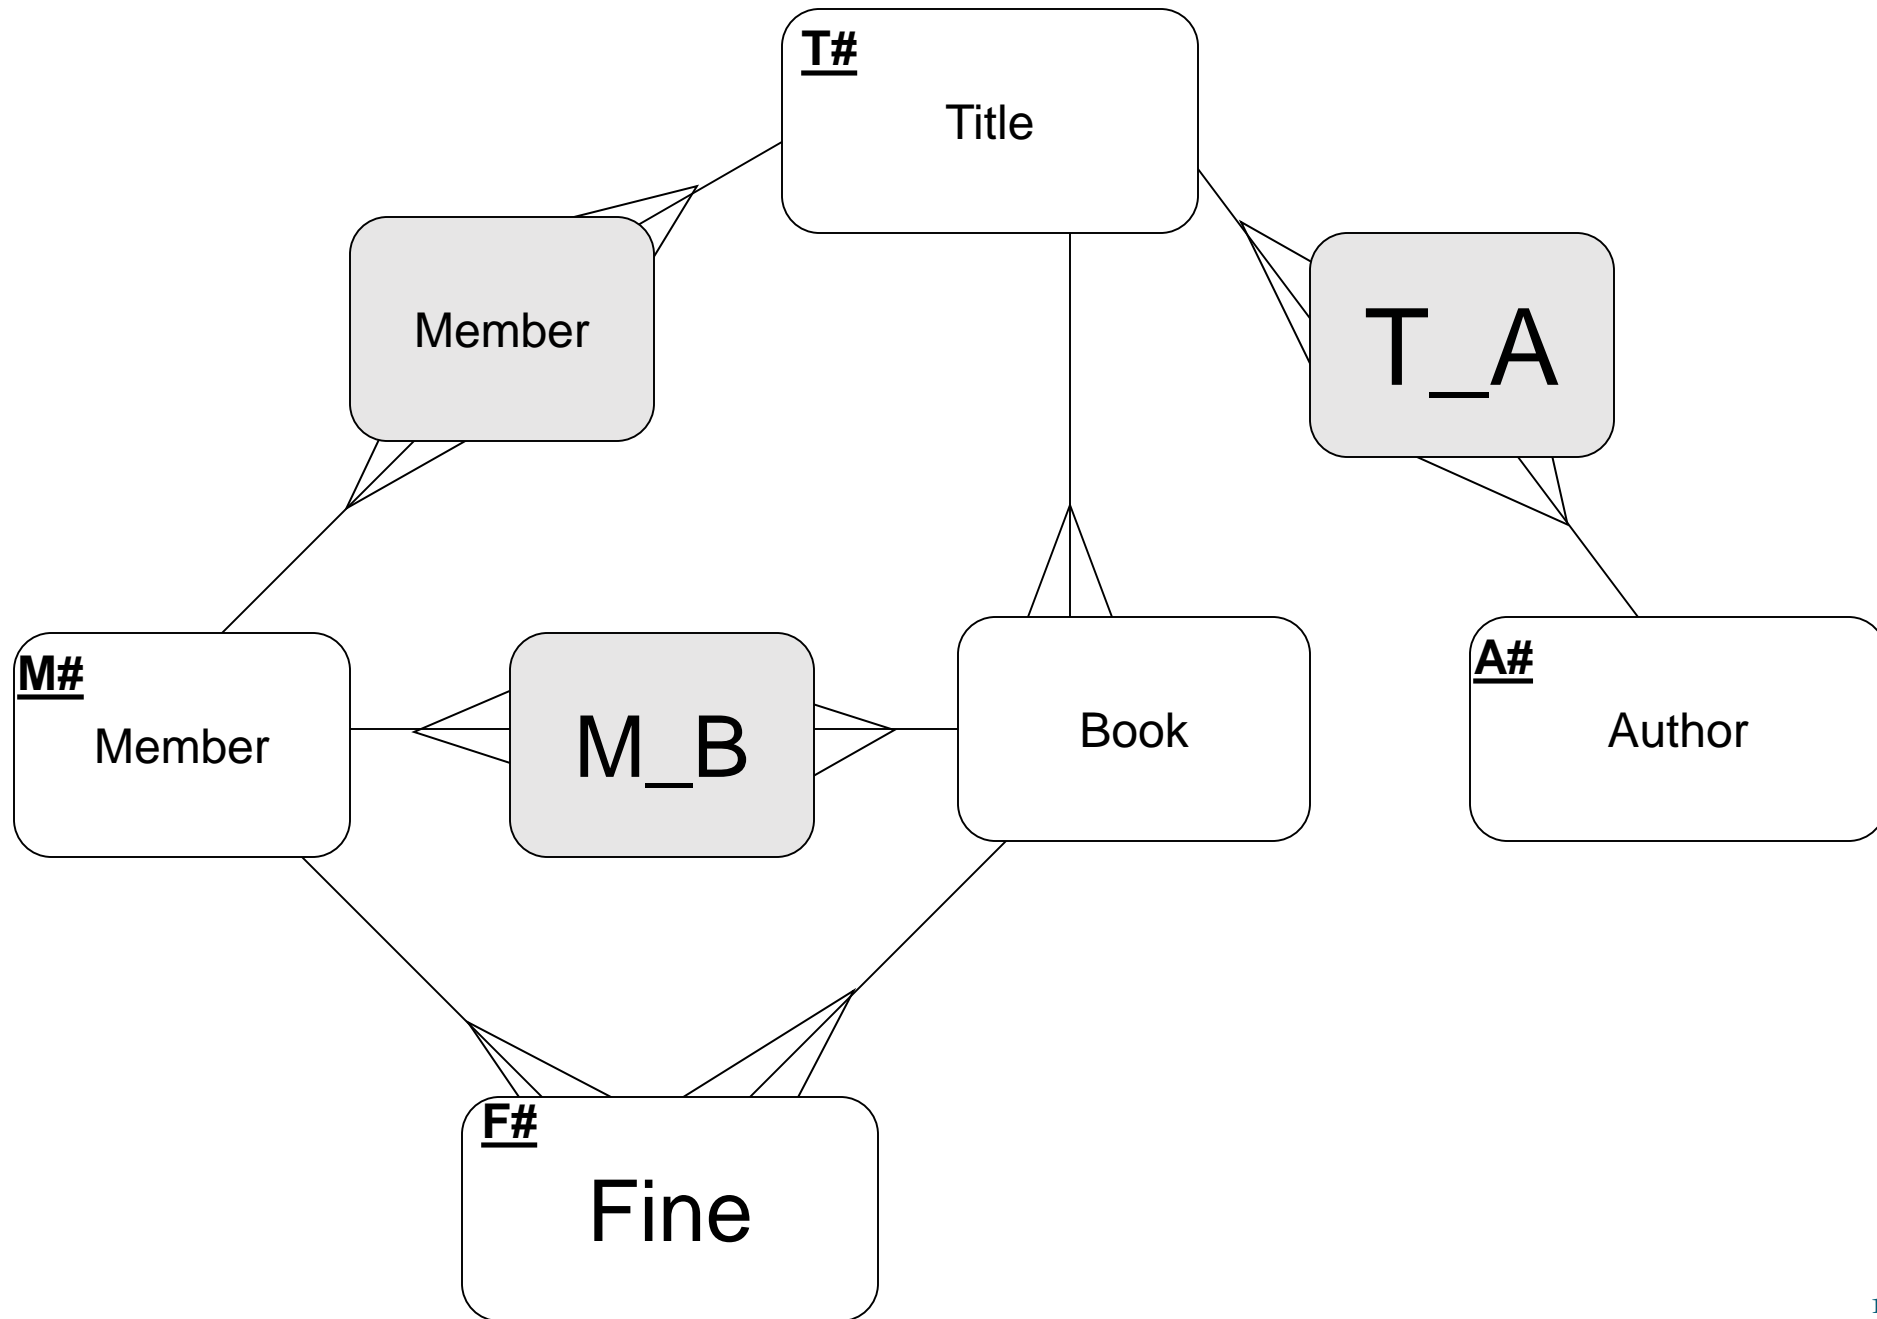 T#
Title
Member
T_A
M#
Member
M_B
Book
A#
Author
F#
Fine